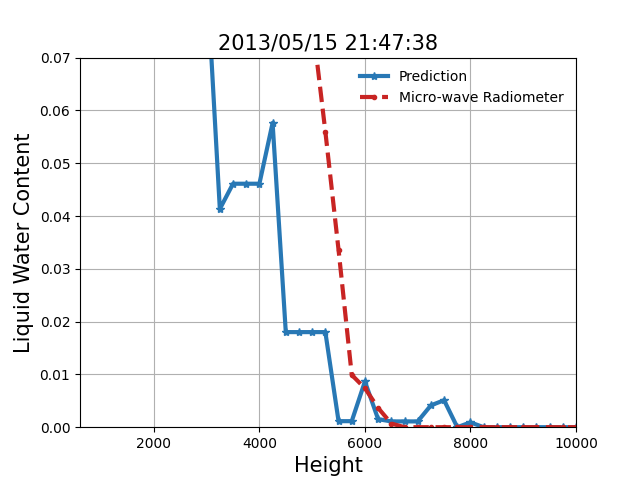 2013/05/15 21:47:38
Prediction
Micro-wave Radiometer
Liquid Water Content
0.07
0.06
0.05
0.04
0.03
0.02
0.01
0.00
2000 4000 6000 8000 10000
Height